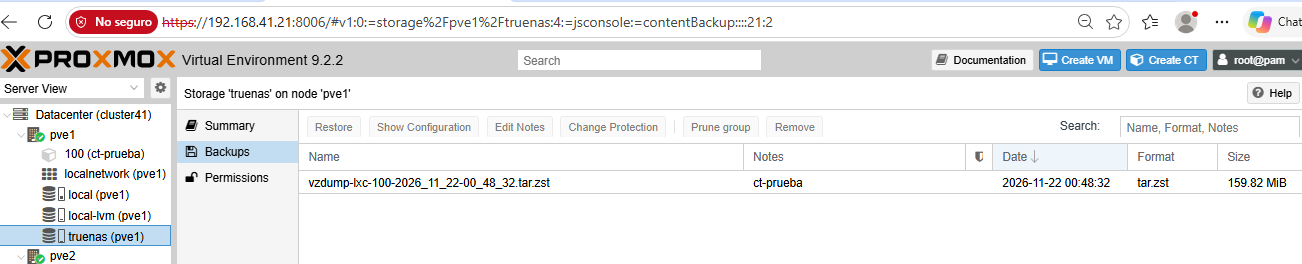 No seguro https://192.168.41.21:8006/#v1:0:=storage%2Fpve1%2Ftruenas:4:=jsconsole:=contentBackup::::21:2 Chat
PROXMOX Virtual Environment 9.2.2 Search Documentation Create VM Create CT root@pam
Server View
Storage 'truenas' on node 'pve1' Help
Datacenter (cluster41)
pve1
100 (ct-prueba)
localnetwork (pve1)
local (pve1)
local-lvm (pve1)
truenas (pve1)
pve2
Summary
Backups
Permissions
Restore Show Configuration Edit Notes Change Protection Prune group Remove Search: Name, Format, Notes
Name Notes Date Format Size
vzdump-lxc-100-2026_11_22-00_48_32.tar.zst ct-prueba 2026-11-22 00:48:32 tar.zst 159.82 MiB